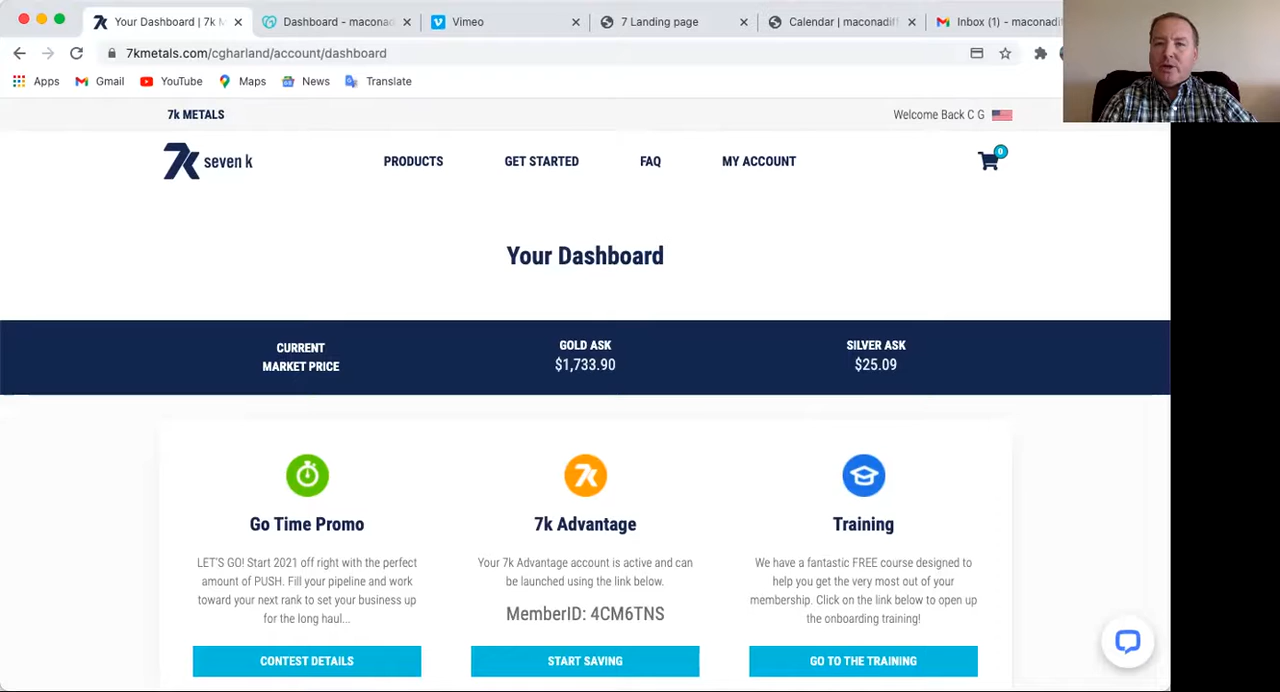 Your Dashboard | 7k M
Dashboard - maconad
Vimeo
7 Landing page
Calendar | maconadif
Inbox (1) - maconadif
7kmetals.com/cgharland/account/dashboard
Apps
Gmail
YouTube
Maps
News
Translate
7k METALS
Welcome Back C G
7k seven k
PRODUCTS
GET STARTED
FAQ
MY ACCOUNT
0
Your Dashboard
CURRENT
MARKET PRICE
GOLD ASK
$1,733.90
SILVER ASK
$25.09
Go Time Promo
LET'S GO! Start 2021 off right with the perfect
amount of PUSH. Fill your pipeline and work
toward your next rank to set your business up
for the long haul...
CONTEST DETAILS
7k
7k Advantage
Your 7k Advantage account is active and can
be launched using the link below.
MemberID: 4CM6TNS
START SAVING
Training
We have a fantastic FREE course designed to
help you get the very most out of your
membership. Click on the link below to open up
the onboarding training!
GO TO THE TRAINING